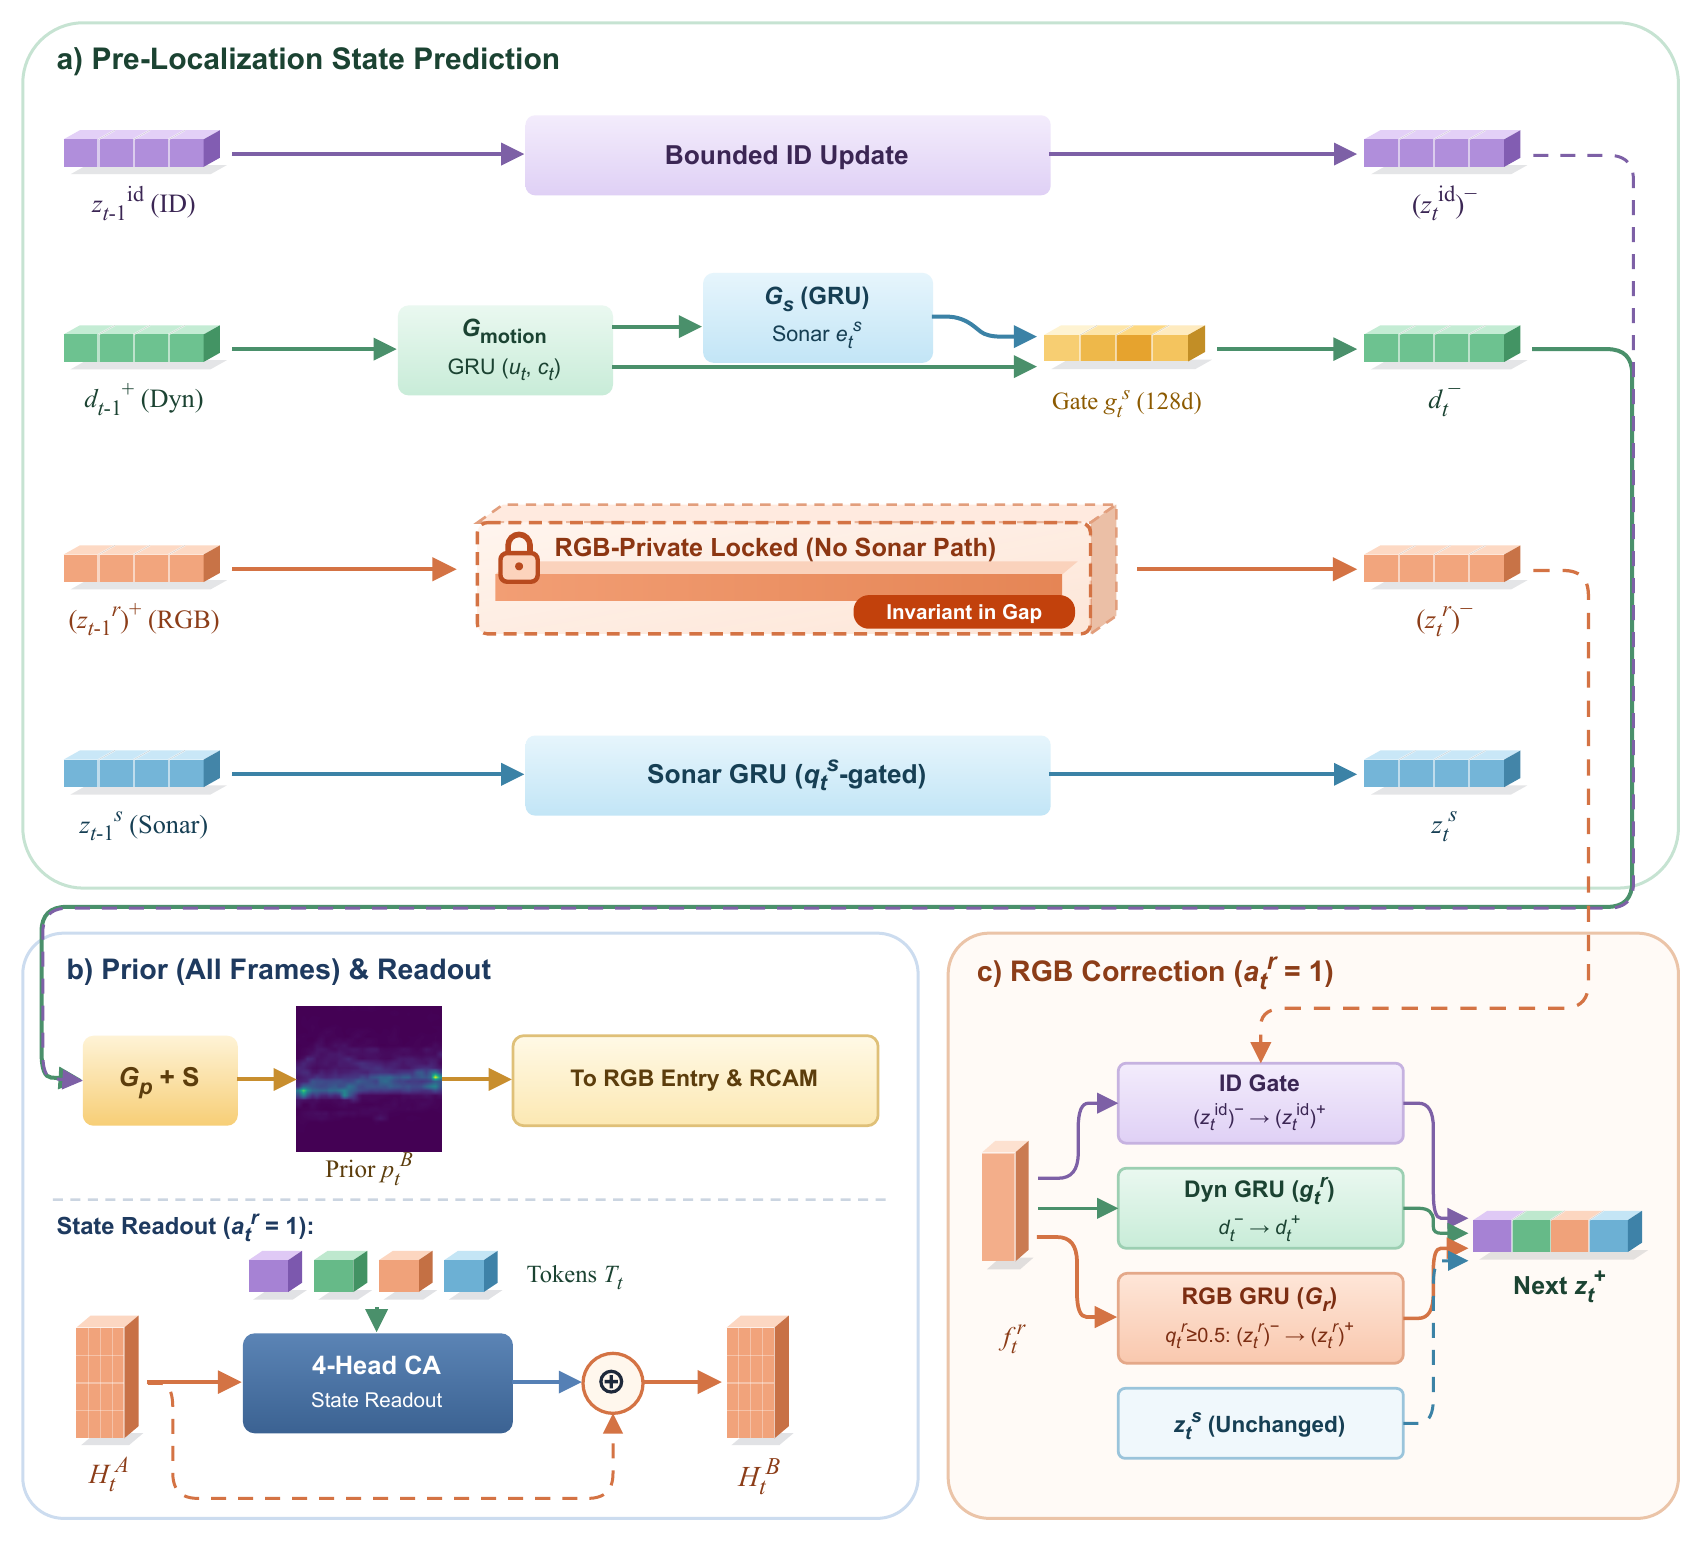 a) Pre-Localization State Prediction
z_{t-1}^{id} (ID)
Bounded ID Update
(z_t^{id})^−
d_{t-1}^+ (Dyn)
G_motion
GRU (u_t, c_t)
G_s (GRU)
Sonar e_t^s
Gate g_t^s (128d)
d_t^−
(z_{t-1}^r)^+ (RGB)
RGB-Private Locked (No Sonar Path)
Invariant in Gap
(z_t^r)^−
z_{t-1}^s (Sonar)
Sonar GRU (q_t^s-gated)
z_t^s
b) Prior (All Frames) & Readout
G_p + S
Prior p_t^B
To RGB Entry & RCAM
State Readout (a_t^r = 1):
Tokens T_t
H_t^A
4-Head CA
State Readout
⊕
H_t^B
c) RGB Correction (a_t^r = 1)
f_t^r
ID Gate
(z_t^{id})^− → (z_t^{id})^+
Dyn GRU (g_t^r)
d_t^− → d_t^+
RGB GRU (G_r)
q_t^r≥0.5: (z_t^r)^− → (z_t^r)^+
z_t^s (Unchanged)
Next z_t^+